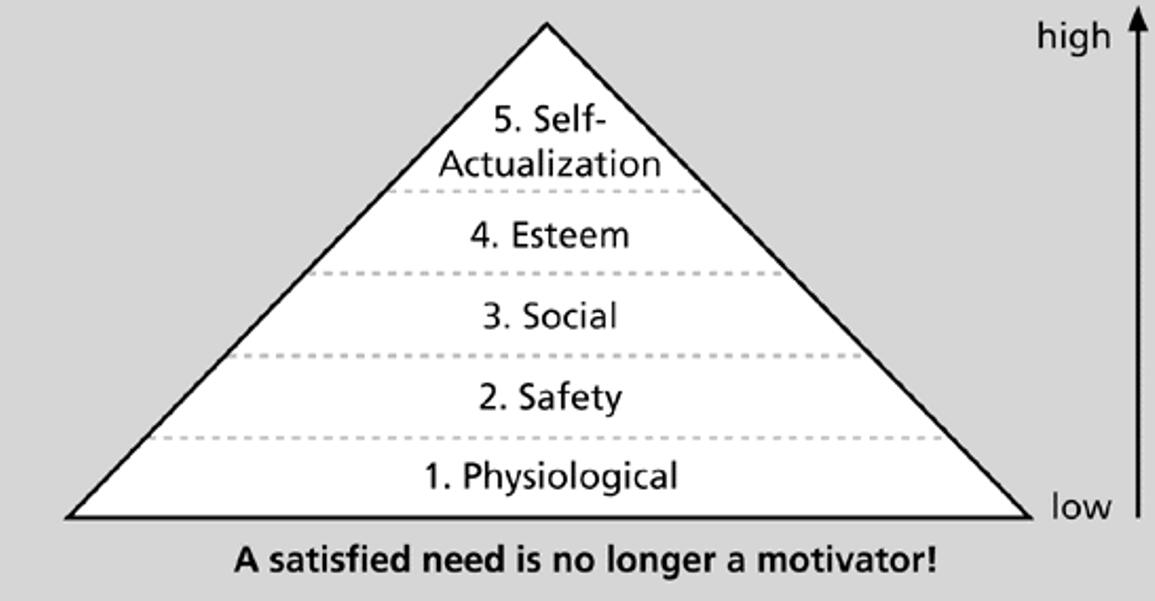 high
5. Self-
Actualization
4. Esteem
3. Social
2. Safety
1. Physiological
low
A satisfied need is no longer a motivator!